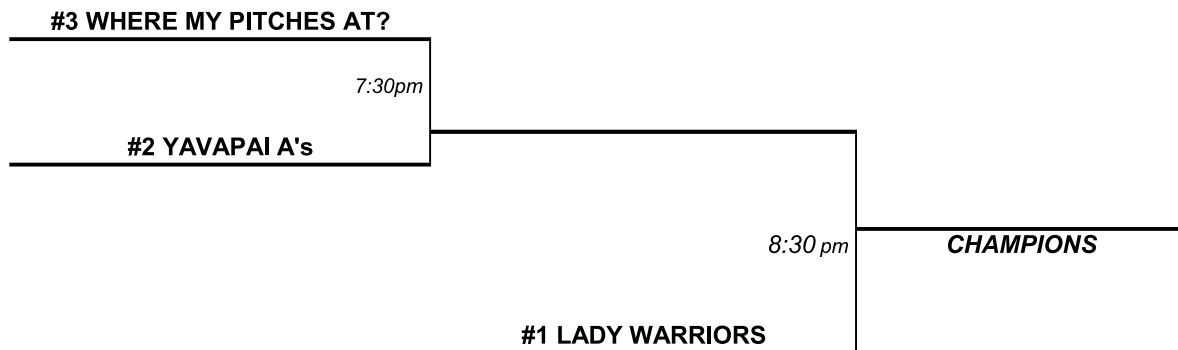 #3 WHERE MY PITCHES AT?
7:30pm
#2 YAVAPAI A's
8:30 pm
CHAMPIONS
#1 LADY WARRIORS